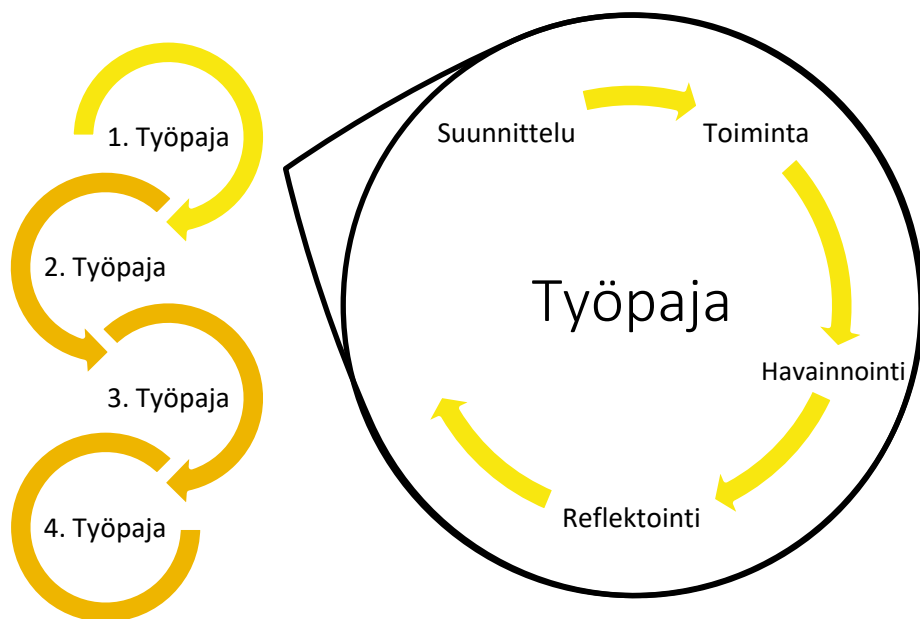 1. Työpaja
2. Työpaja
3. Työpaja
4. Työpaja
Suunnittelu
Toiminta
Työpaja
Havainnointi
Reflektointi